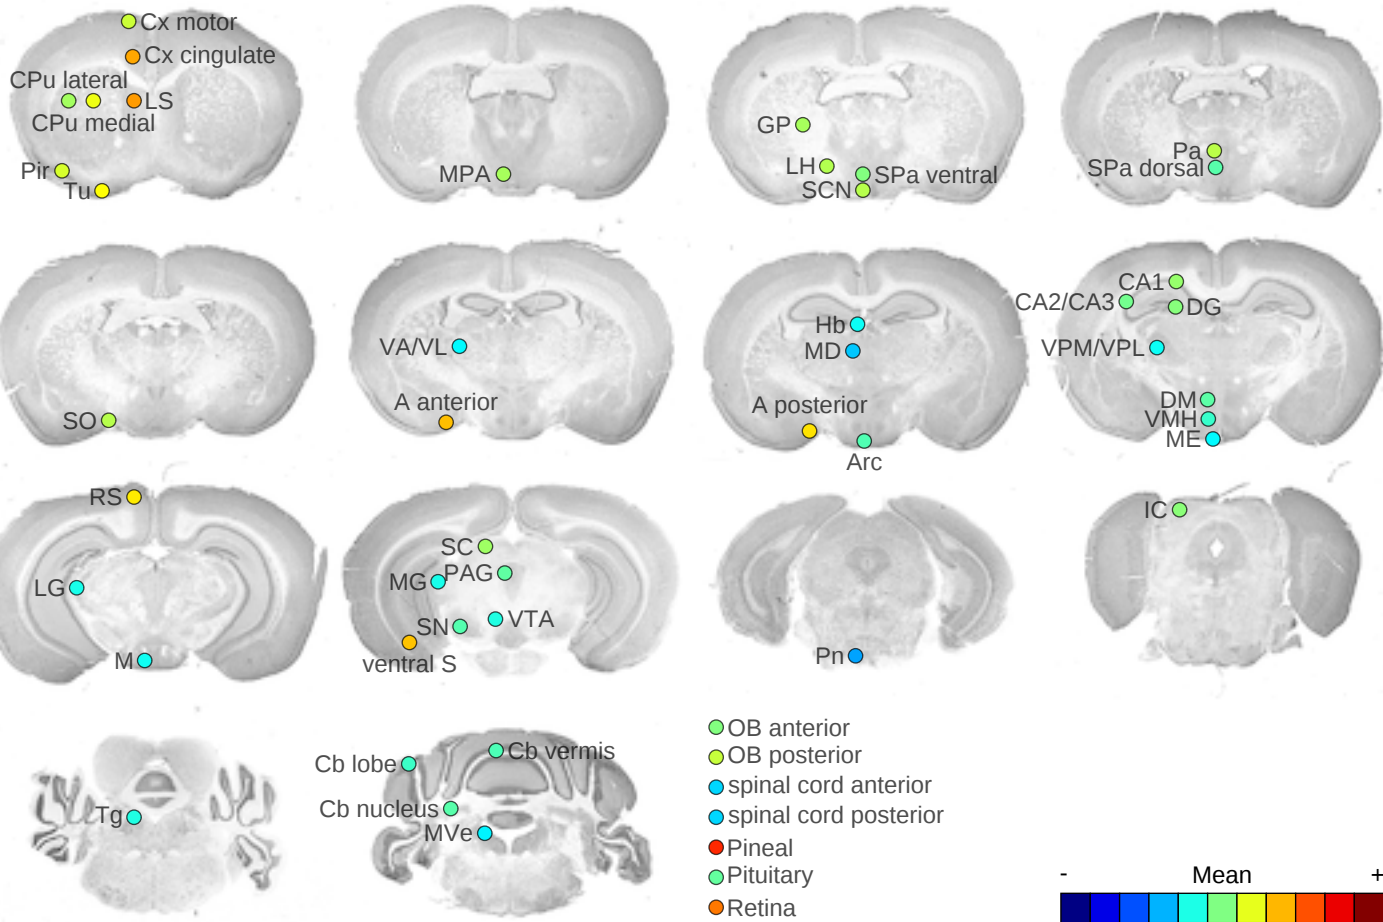 Cx motor
Cx cingulate
CPu lateral
LS
CPu medial
Pir
Tu
MPA
GP
LH
SPa ventral
SCN
Pa
SPa dorsal
SO
VA/VL
A anterior
Hb
MD
A posterior
Arc
CA1
CA2/CA3
DG
VPM/VPL
DM
VMH
ME
RS
LG
M
SC
PAG
MG
VTA
SN
ventral S
Pn
IC
Tg
Cb vermis
Cb lobe
Cb nucleus
MVe
OB anterior
OB posterior
spinal cord anterior
spinal cord posterior
Pineal
Pituitary
Retina
- Mean +